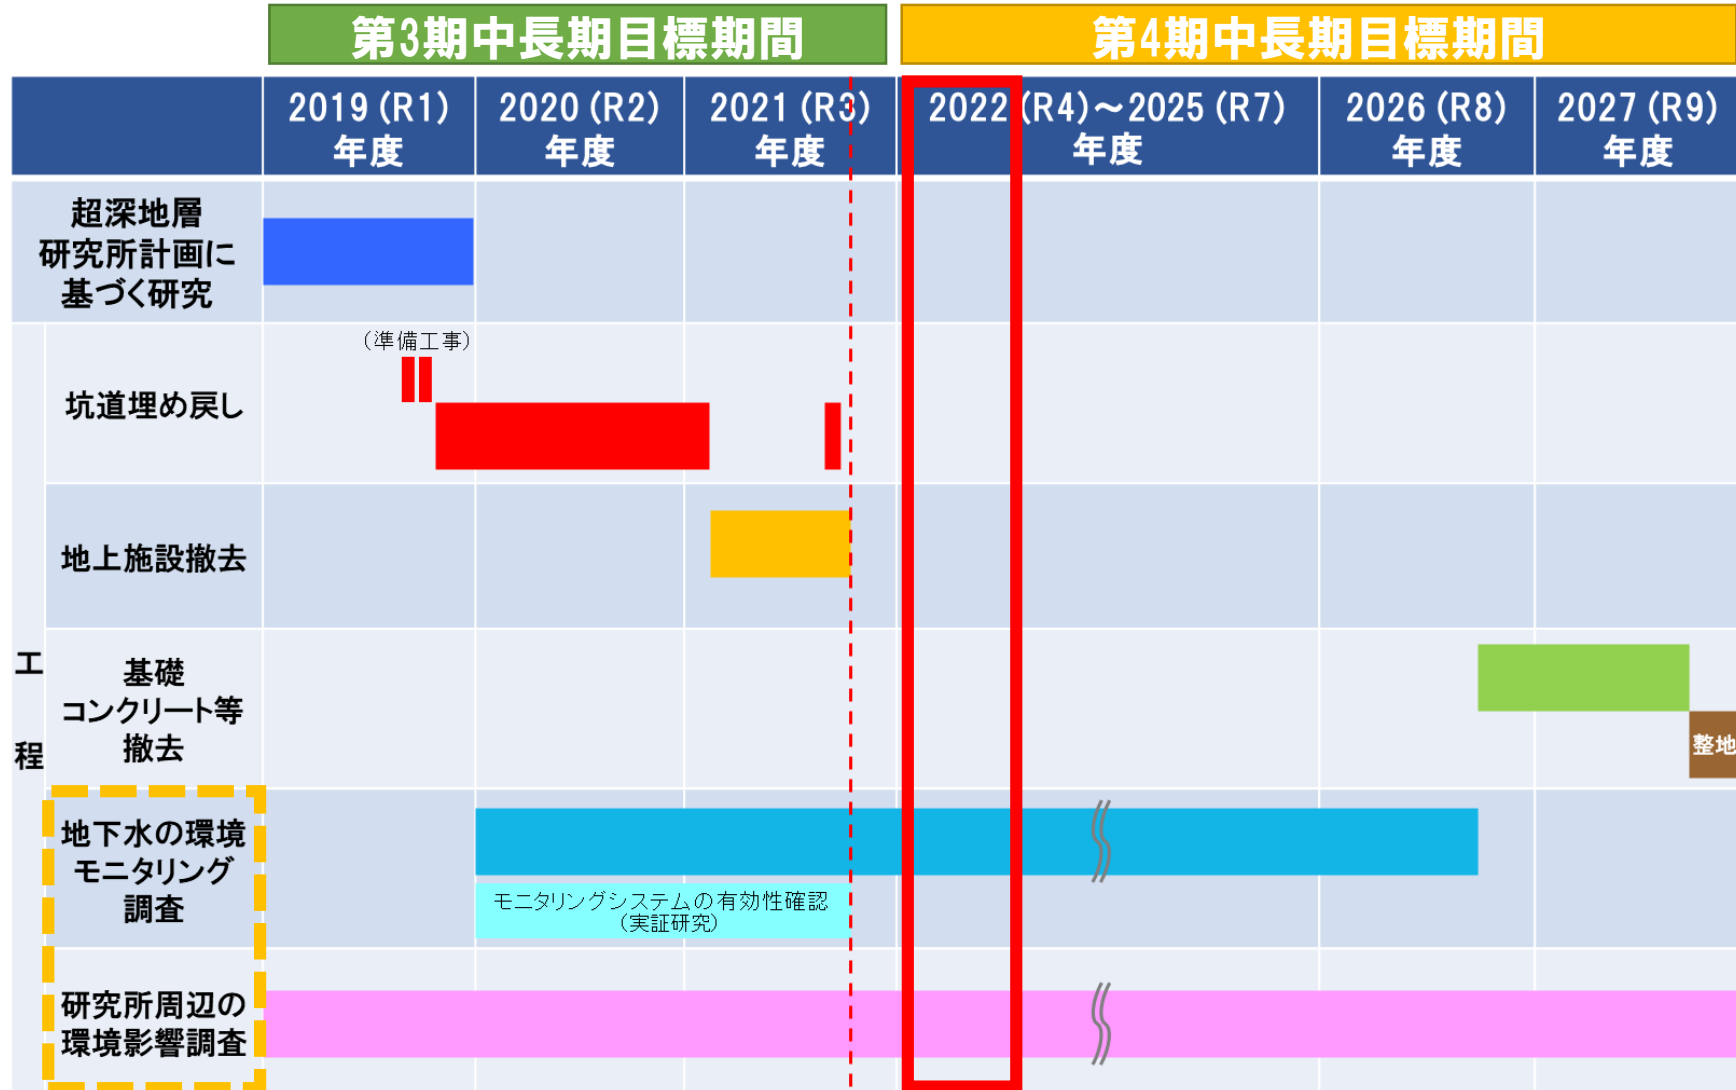 第3期中長期目標期間
第4期中長期目標期間
2019(R1)
年度
2020(R2)
年度
2021(R3)
年度
2022(R4)～2025(R7)
年度
2026(R8)
年度
2027(R9)
年度
超深地層
研究所計画に
基づく研究
工
程
坑道埋め戻し
(準備工事)
地上施設撤去
基礎
コンクリート等
撤去
整地
地下水の環境
モニタリング
調査
モニタリングシステムの有効性確認
(実証研究)
研究所周辺の
環境影響調査